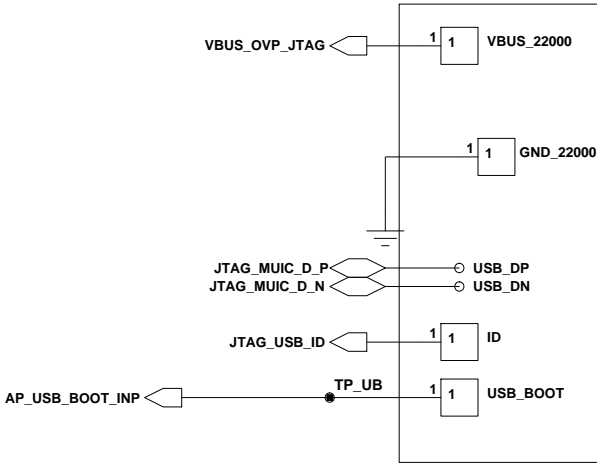 VBUS_OVP_JTAG 1 1 VBUS_22000
1 1 GND_22000
JTAG_MUIC_D_P USB_DP
JTAG_MUIC_D_N USB_DN
JTAG_USB_ID 1 1 ID
AP_USB_BOOT_INP TP_UB 1 1 USB_BOOT